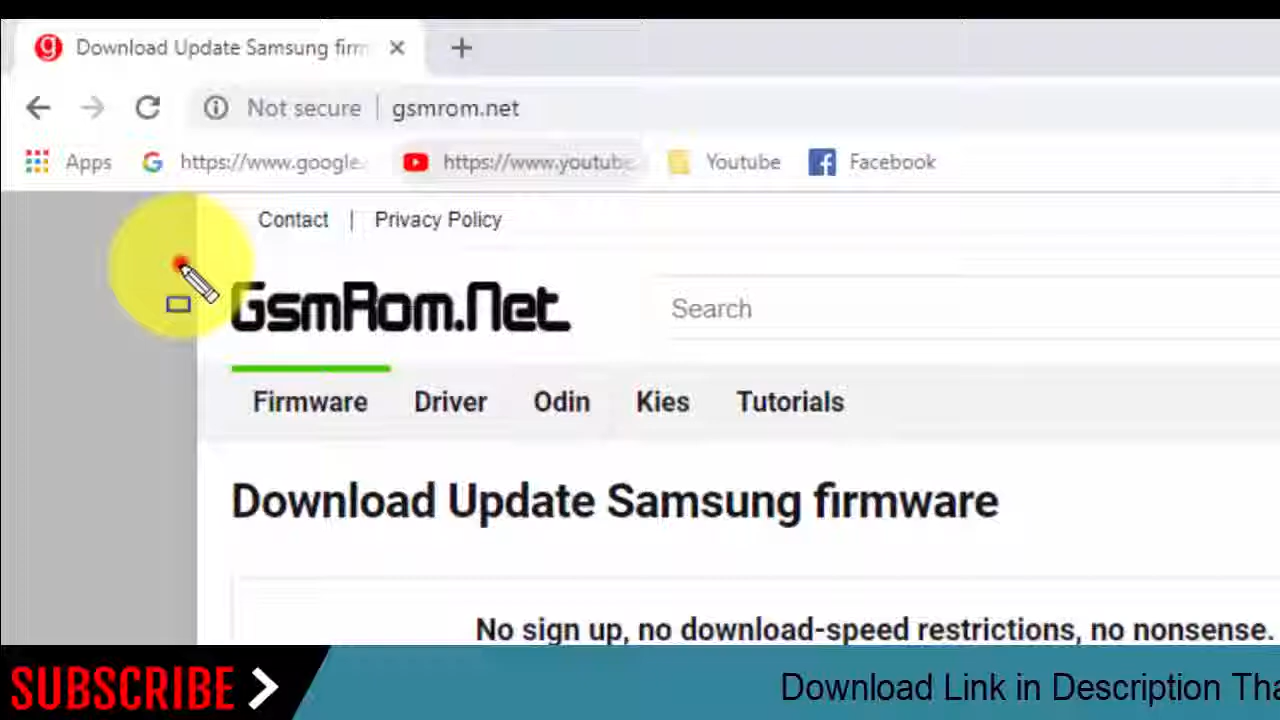 Download Update Samsung firm
Not secure | gsmrom.net
Apps https://www.google. https://www.youtube. Youtube Facebook
Contact | Privacy Policy
GsmRom.Net
Search
Firmware Driver Odin Kies Tutorials
Download Update Samsung firmware
No sign up, no download-speed restrictions, no nonsense.
SUBSCRIBE
Download Link in Description Tha